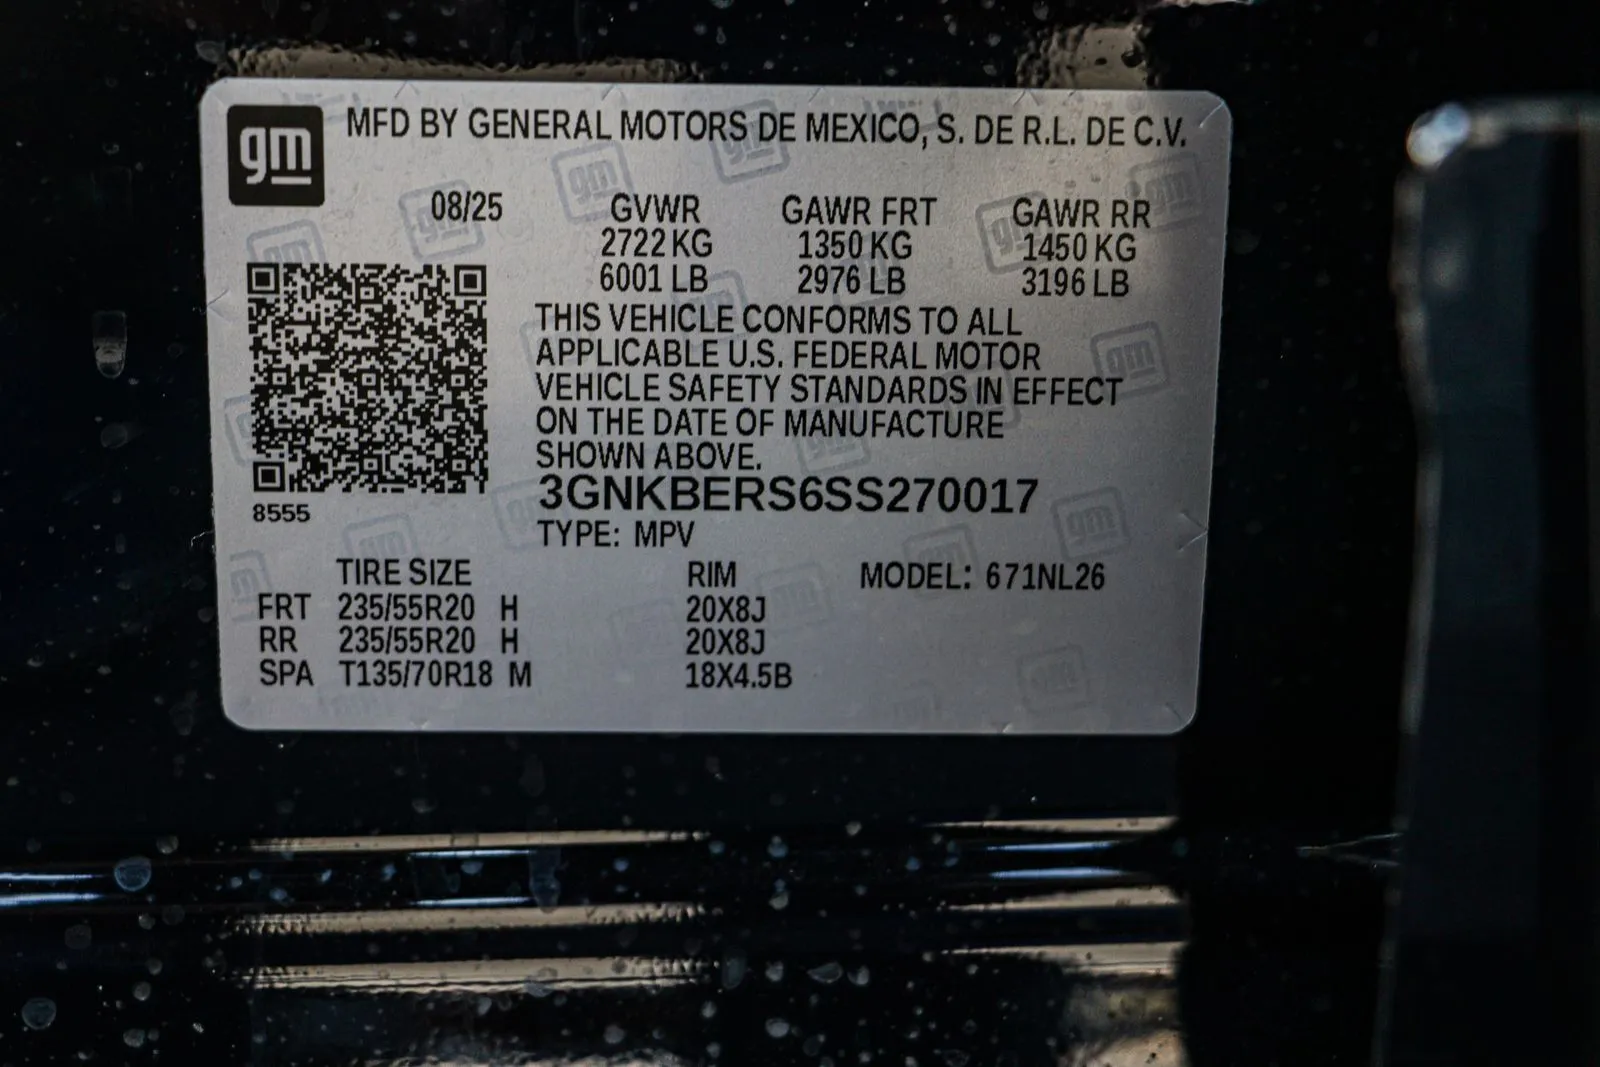 gm MFD BY GENERAL MOTORS DE MEXICO, S. DE R.L. DE C.V.
08/25 GVWR GAWR FRT GAWR RR
2722 KG 1350 KG 1450 KG
6001 LB 2976 LB 3196 LB
THIS VEHICLE CONFORMS TO ALL
APPLICABLE U.S. FEDERAL MOTOR
VEHICLE SAFETY STANDARDS IN EFFECT
ON THE DATE OF MANUFACTURE
SHOWN ABOVE.
3GNKBERS6SS270017
8555
TYPE: MPV
TIRE SIZE RIM MODEL: 671NL26
FRT 235/55R20 H 20X8J
RR 235/55R20 H 20X8J
SPA T135/70R18 M 18X4.5B